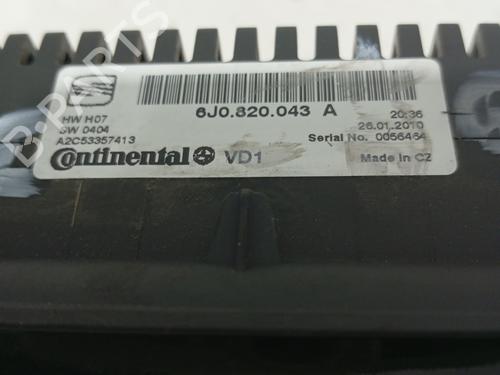 B-PARTS
6J0.820.043 A
HW H07
SW 0404
A2C53357413
20:36
26.01.2010
Serial No. 0056464
Continental VD1
Made in CZ